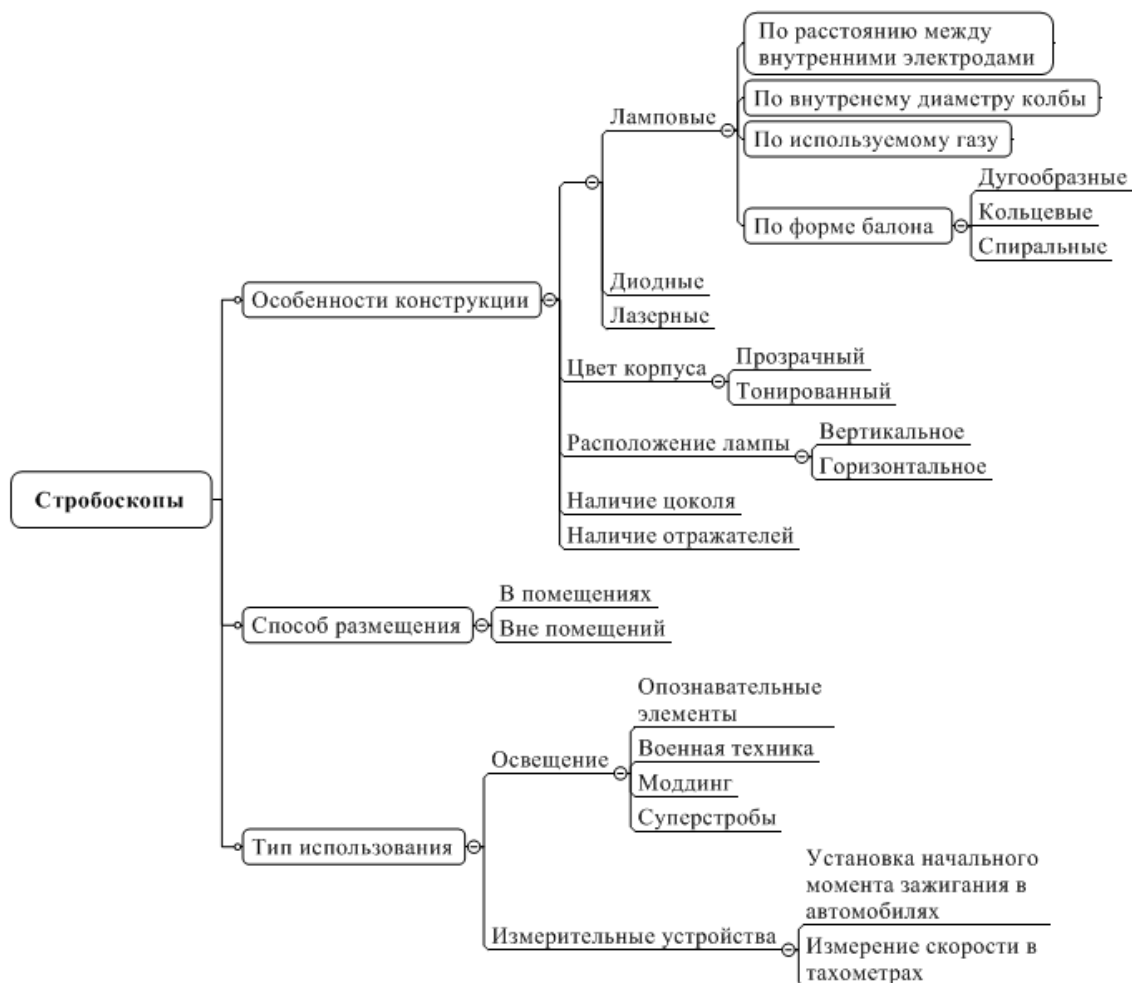 По расстоянию между
внутренними электродами
По внутренему диаметру колбы
Ламповые
По используемому газу
Дугообразные
По форме балона
Кольцевые
Спиральные
Особенности конструкции
Диодные
Лазерные
Цвет корпуса
Прозрачный
Тонированный
Расположение лампы
Вертикальное
Горизонтальное
Стробоскопы
Наличие цоколя
Наличие отражателей
Способ размещения
В помещениях
Вне помещений
Опознавательные
элементы
Освещение
Военная техника
Моддинг
Суперстробы
Тип использования
Установка начального
момента зажигания в
автомобилях
Измерительные устройства
Измерение скорости в
тахометрах